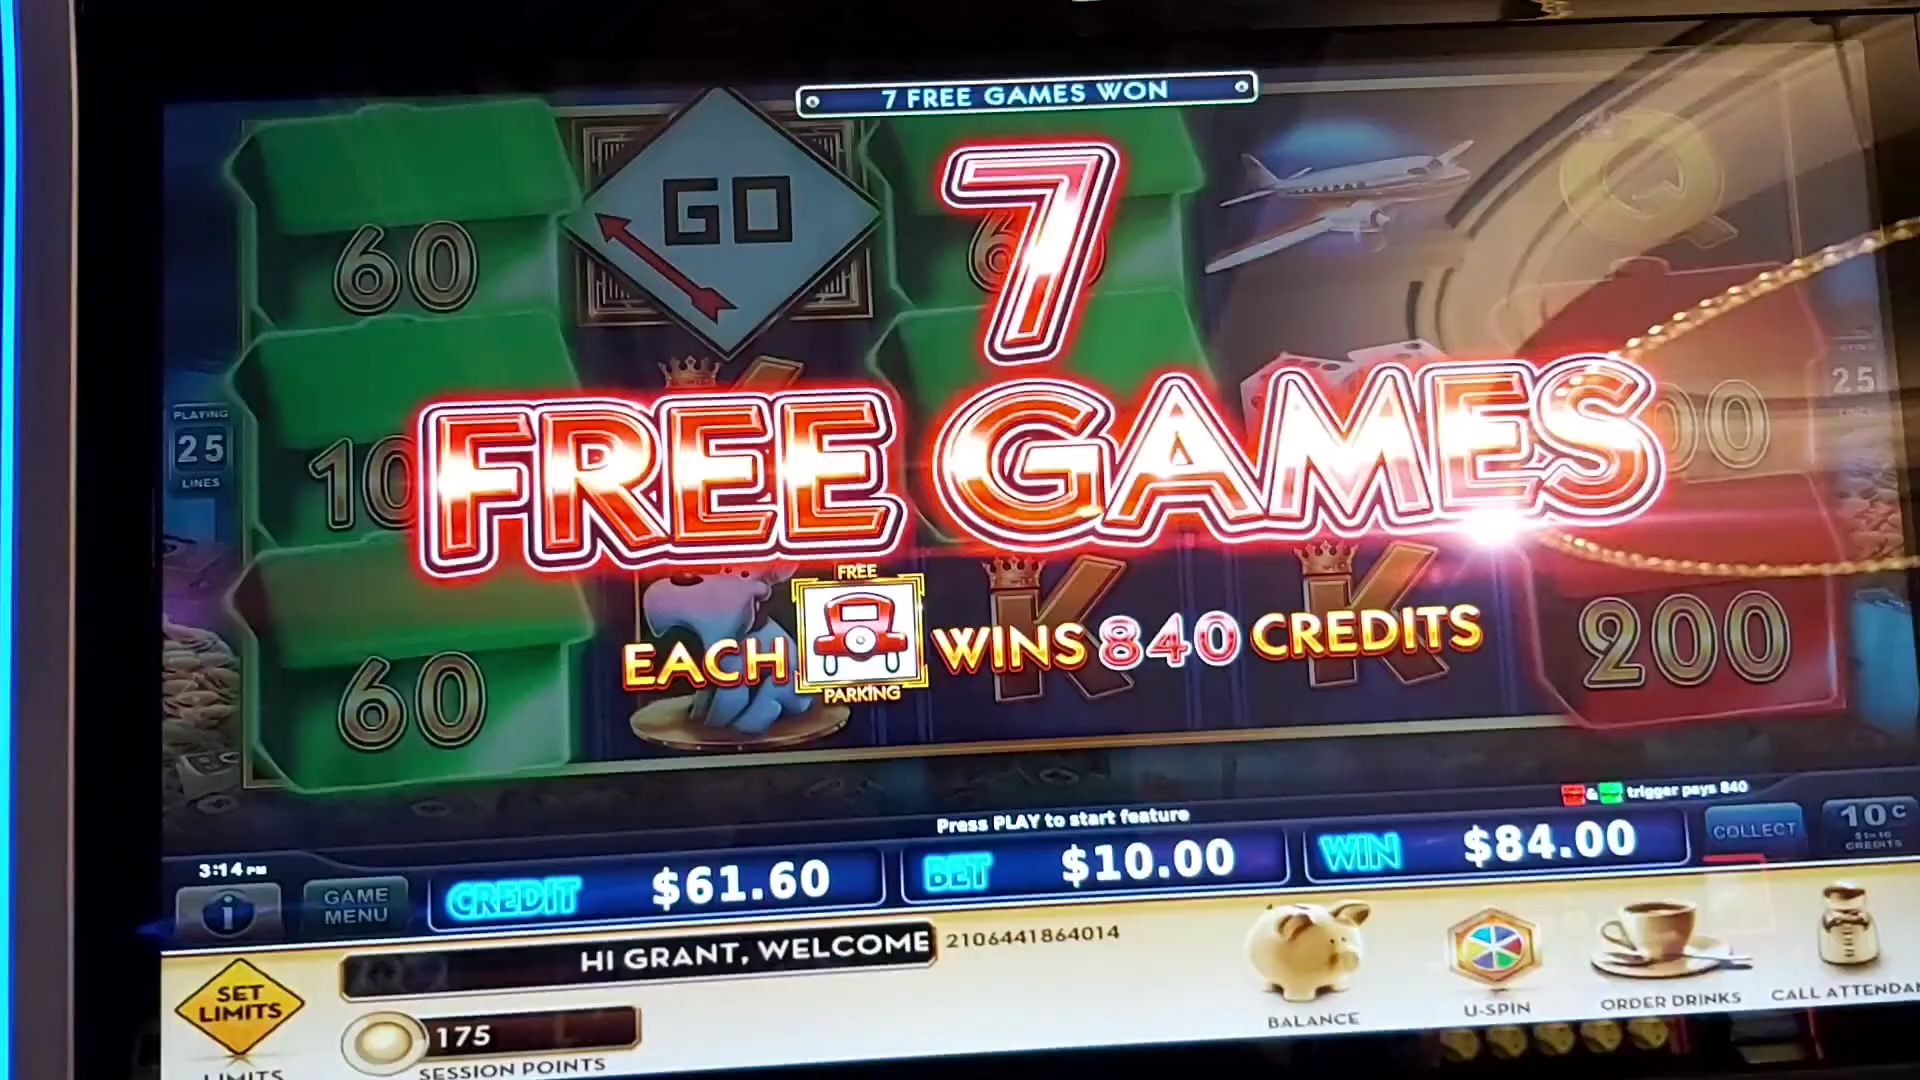 7 FREE GAMES WON
GO
60
7
FREE GAMES
PLAYING
25
LINES
25
LINES
FREE
EACH WINS 840 CREDITS
PARKING
K
K
60
200
& trigger pays 840
Press PLAY to start feature
3:14 PM
GAME
MENU
CREDIT $61.60
BET $10.00
WIN $84.00
COLLECT
10 C
CREDITS
HI GRANT, WELCOME
2106441864014
SET
LIMITS
LIMITS
175
SESSION POINTS
BALANCE
U-SPIN
ORDER DRINKS
CALL ATTENDAN